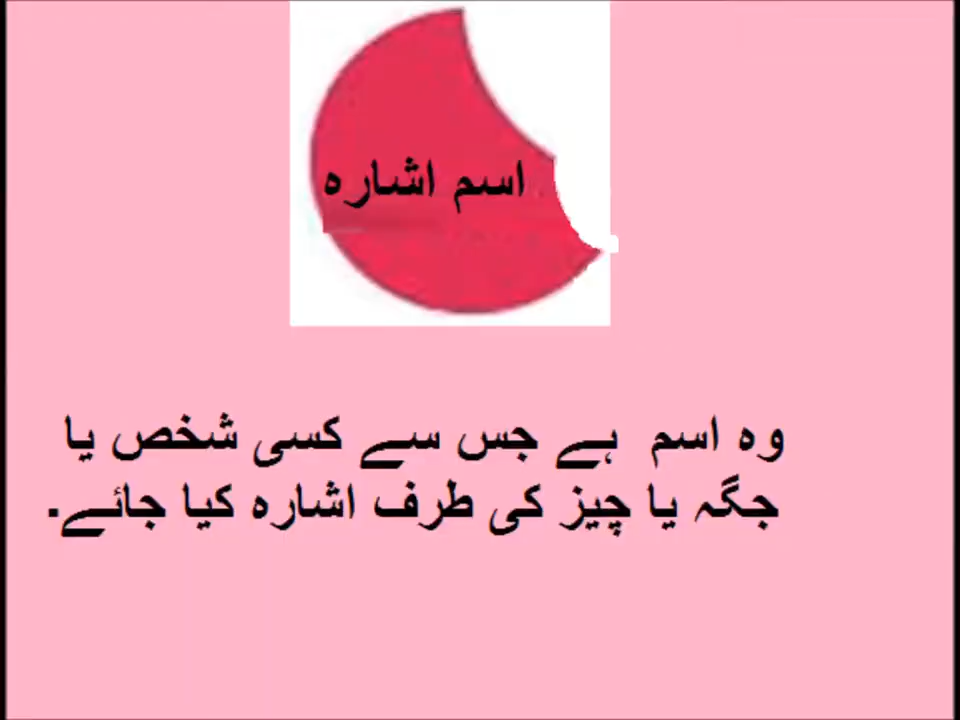 اسم اشارہ
وہ اسم ہے جس سے کسی شخص یا
جگہ یا چیز کی طرف اشارہ کیا جائے۔